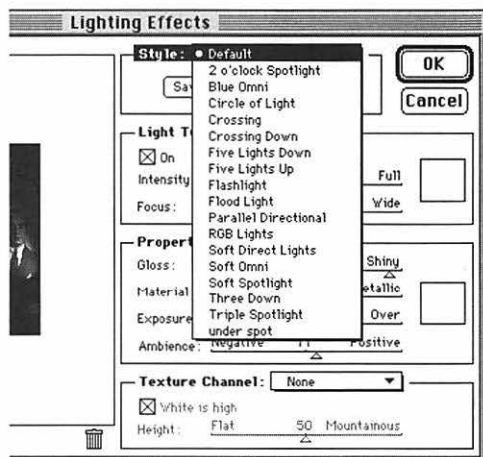 Lighting Effects
Style: • Default
2 o'clock Spotlight
Blue Omni
Circle of Light
Crossing
Crossing Down
Five Lights Down
Five Lights Up
Flashlight
Flood Light
Parallel Directional
RGB Lights
Soft Direct Lights
Soft Omni
Soft Spotlight
Three Down
Triple Spotlight
under spot
OK
Cancel
Sa
Light T
On
Intensity Full
Focus: Wide
Propert
Gloss: Shiny
Material etallic
Exposure Over
Ambience: Negative 11 Positive
Texture Channel: None
White is high
Height: Flat 50 Mountainous